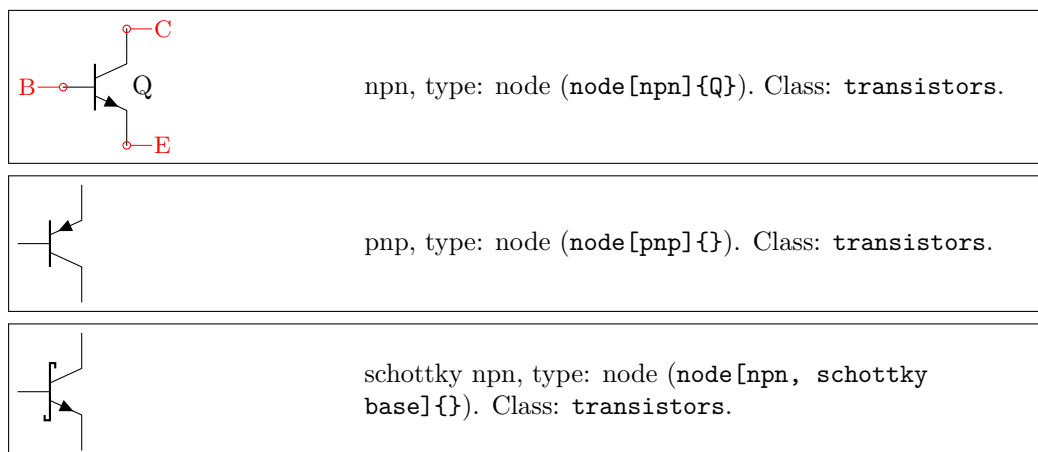 C
B
Q
npn, type: node (node[npn]{Q}). Class: transistors.
E
pnp, type: node (node[pnp]{}). Class: transistors.
schottky npn, type: node (node[npn, schottky
base]{}). Class: transistors.